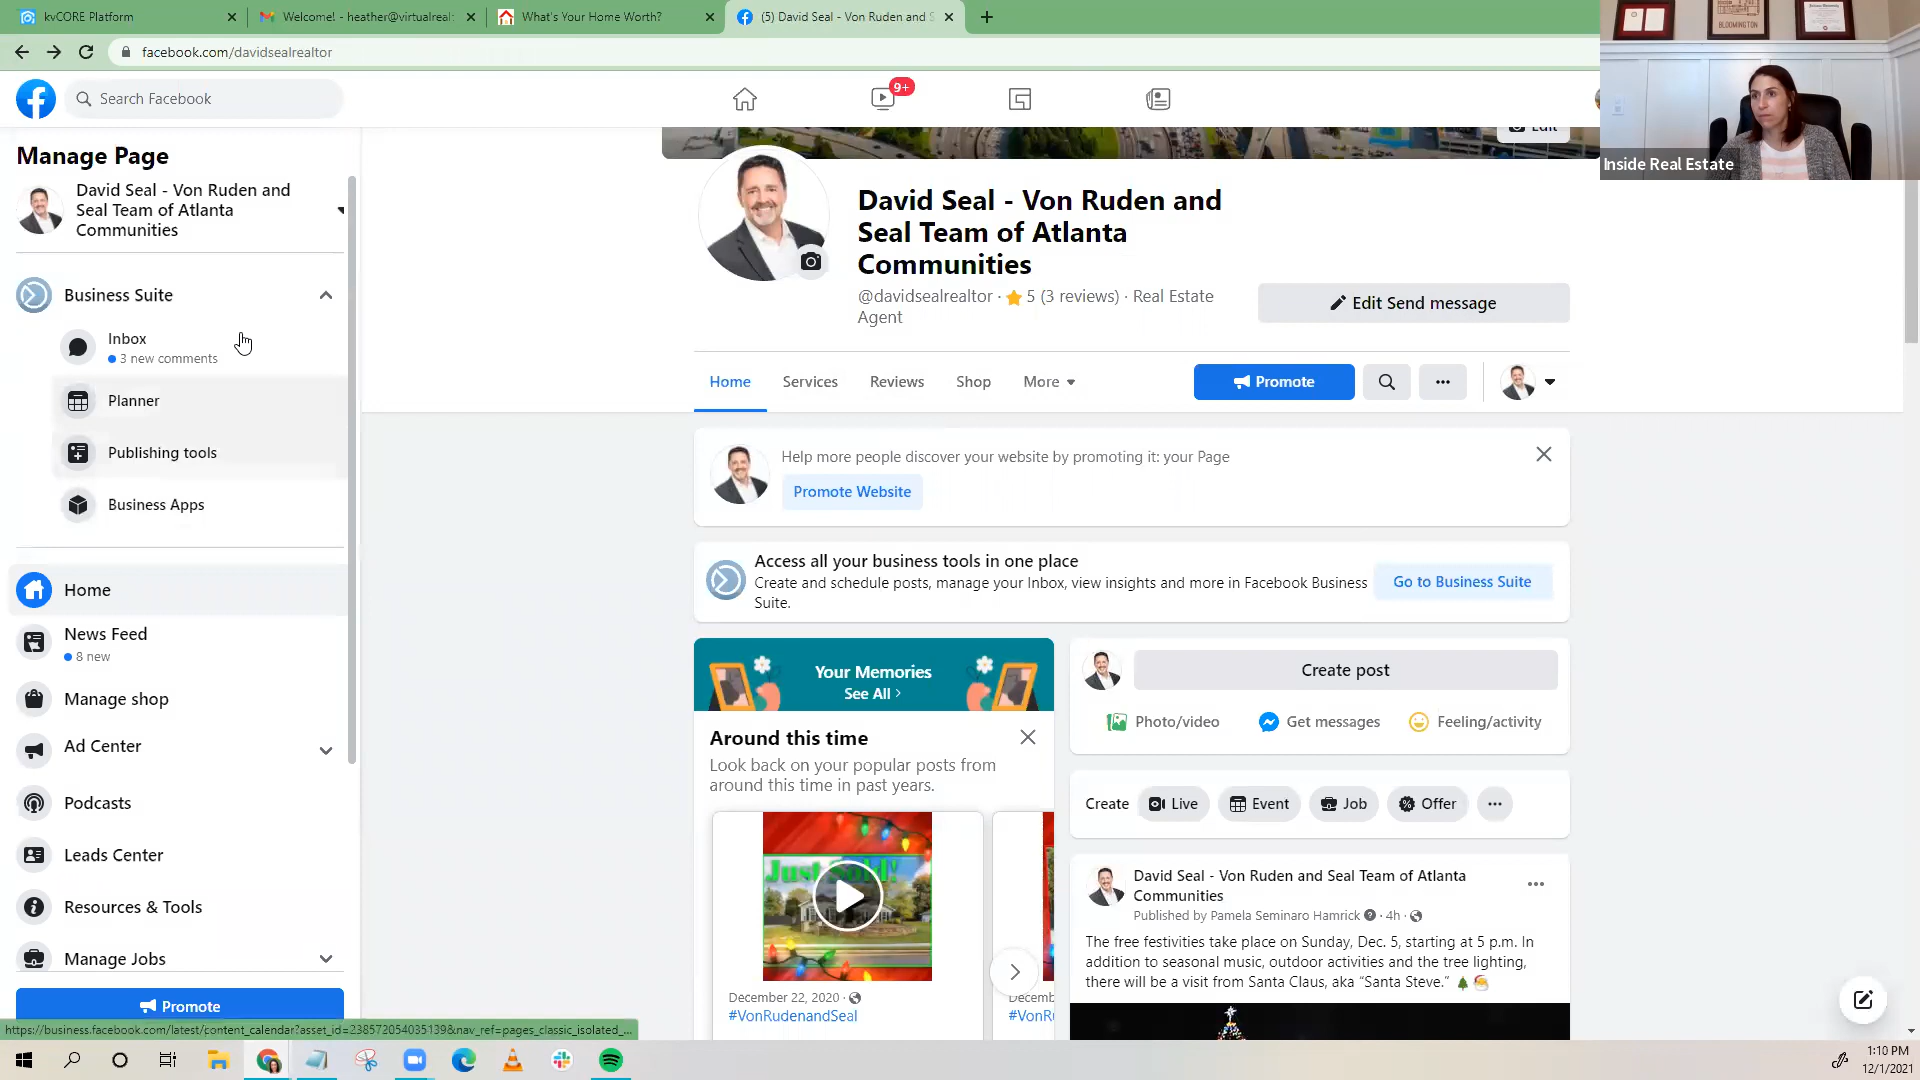 kvCORE Platform
Welcome! - heather@virtualreal
What's Your Home Worth?
(5) David Seal - Von Ruden and S
facebook.com/davidsealrealtor
Search Facebook
9+
BLOOMINGTON
Inside Real Estate
Manage Page
David Seal - Von Ruden and
Seal Team of Atlanta
Communities
Business Suite
Inbox
3 new comments
Planner
Publishing tools
Business Apps
Home
News Feed
8 new
Manage shop
Ad Center
Podcasts
Leads Center
Resources & Tools
Manage Jobs
Promote
Edit
David Seal - Von Ruden and
Seal Team of Atlanta
Communities
@davidsealrealtor · 5 (3 reviews) · Real Estate
Agent
Edit Send message
Home
Services
Reviews
Shop
More
Promote
Help more people discover your website by promoting it: your Page
Promote Website
Access all your business tools in one place
Create and schedule posts, manage your Inbox, view insights and more in Facebook Business
Suite.
Go to Business Suite
Your Memories
See All
Around this time
Look back on your popular posts from
around this time in past years.
Just Sold!
December 22, 2020 ·
#VonRudenandSeal
Decemb
#VonR
Create post
Photo/video
Get messages
Feeling/activity
Create
Live
Event
Job
Offer
David Seal - Von Ruden and Seal Team of Atlanta
Communities
Published by Pamela Seminaro Hamrick · 4h ·
The free festivities take place on Sunday, Dec. 5, starting at 5 p.m. In
addition to seasonal music, outdoor activities and the tree lighting,
there will be a visit from Santa Claus, aka “Santa Steve.” 🎄🎅
https://business.facebook.com/latest/content_calendar?asset_id=238572054035139&nav_ref=pages_classic_isolated_...
1:10 PM
12/1/2021